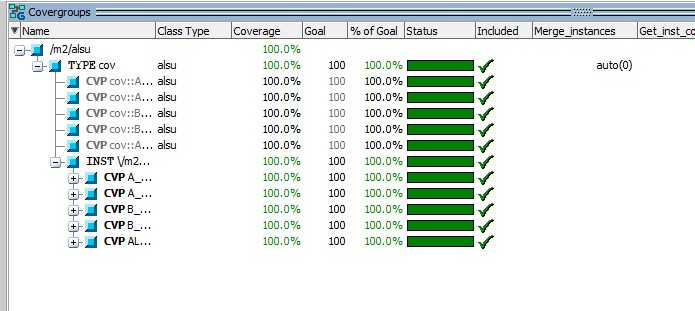 Covergroups
Name Class Type Coverage Goal % of Goal Status Included Merge_instances Get_inst_co
/m2/alsu 100.0%
TYPE cov alsu 100.0% 100 100.0% auto(0)
CVP cov::A... alsu 100.0% 100 100.0%
CVP cov::A... alsu 100.0% 100 100.0%
CVP cov::B... alsu 100.0% 100 100.0%
CVP cov::B... alsu 100.0% 100 100.0%
CVP cov::A... alsu 100.0% 100 100.0%
INST \/m2... 100.0% 100 100.0%
CVP A_... 100.0% 100 100.0%
CVP A_... 100.0% 100 100.0%
CVP B_... 100.0% 100 100.0%
CVP B_... 100.0% 100 100.0%
CVP AL... 100.0% 100 100.0%